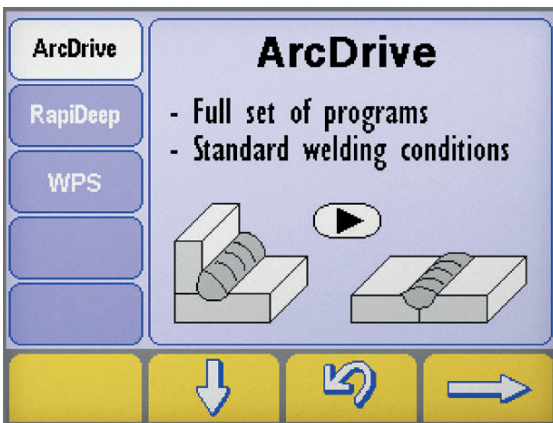 ArcDrive
RapiDeep
WPS
ArcDrive
- Full set of programs
- Standard welding conditions